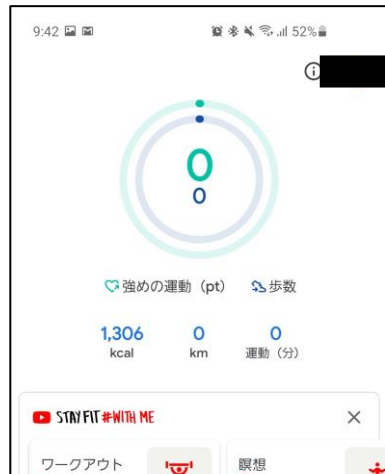 9:42 52%
0
0
強めの運動（pt） 歩数
1,306 0 0
kcal km 運動（分）
STAY FIT #WITH ME
ワークアウト 瞑想